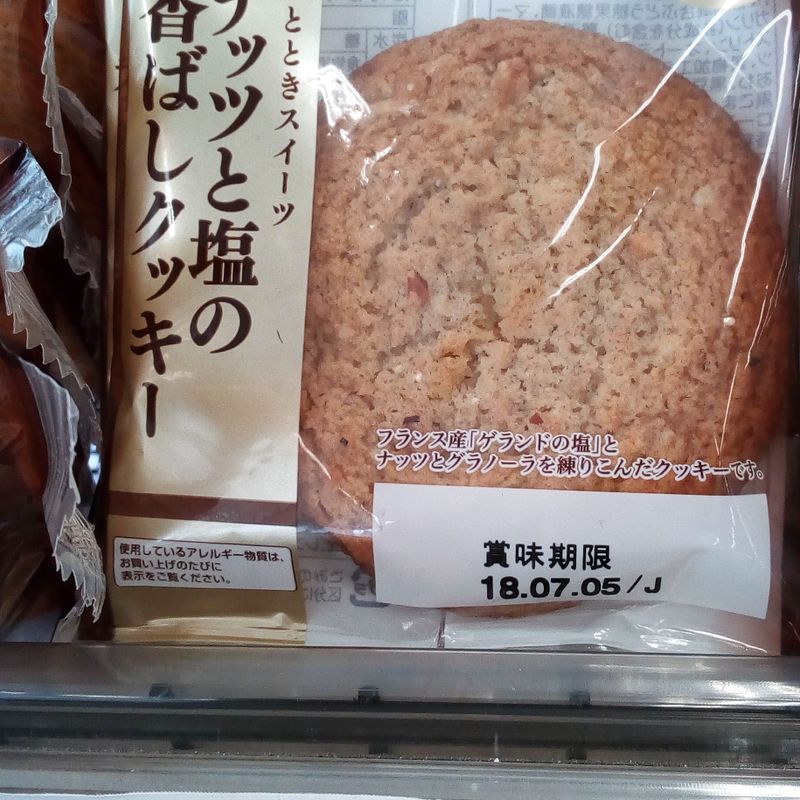 とときスイーツ
ナッツと塩の
香ばしクッキー
フランス産「ゲランドの塩」と
ナッツとグラノーラを練りこんだクッキーです。
使用しているアレルギー物質は、
お買い上げのたびに
表示をご覧ください。
賞味期限
18.07.05/J